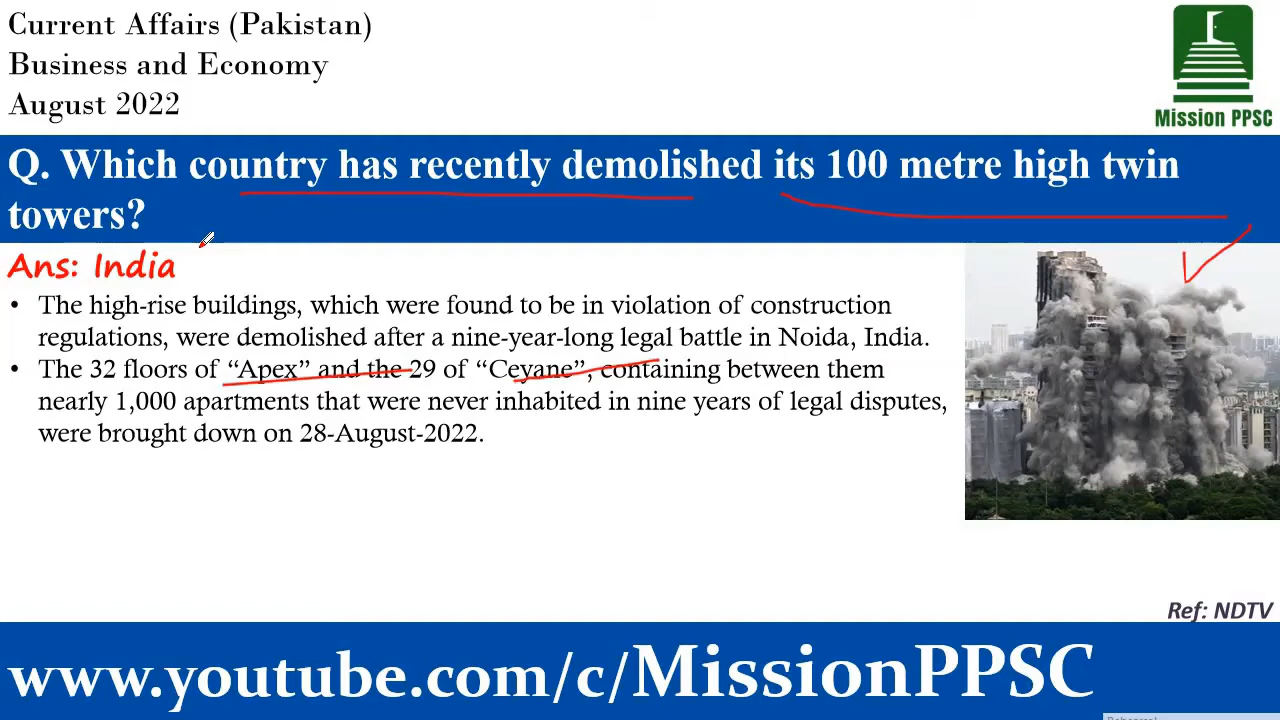 Current Affairs (Pakistan)
Business and Economy
August 2022
Mission PPSC
Q. Which country has recently demolished its 100 metre high twin
towers?
Ans: India
• The high-rise buildings, which were found to be in violation of construction
regulations, were demolished after a nine-year-long legal battle in Noida, India.
• The 32 floors of “Apex” and the 29 of “Ceyane”, containing between them
nearly 1,000 apartments that were never inhabited in nine years of legal disputes,
were brought down on 28-August-2022.
Ref: NDTV
www.youtube.com/c/MissionPPSC